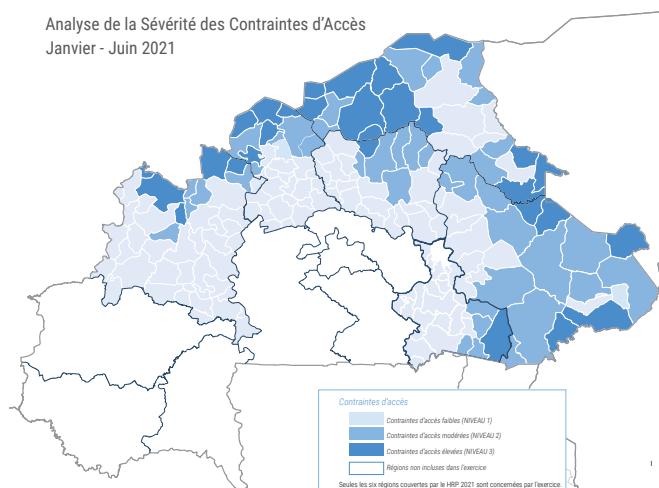 Analyse de la Sévérité des Contraintes d'Accès
Janvier - Juin 2021
Contraintes d'accès
Contraintes d'accès faibles (NIVEAU 1)
Contraintes d'accès modérées (NIVEAU 2)
Contraintes d'accès élevées (NIVEAU 3)
Régions non incluses dans l'exercice
Seules les six régions couvertes par le HRP 2021 sont concernées par l'exercice.